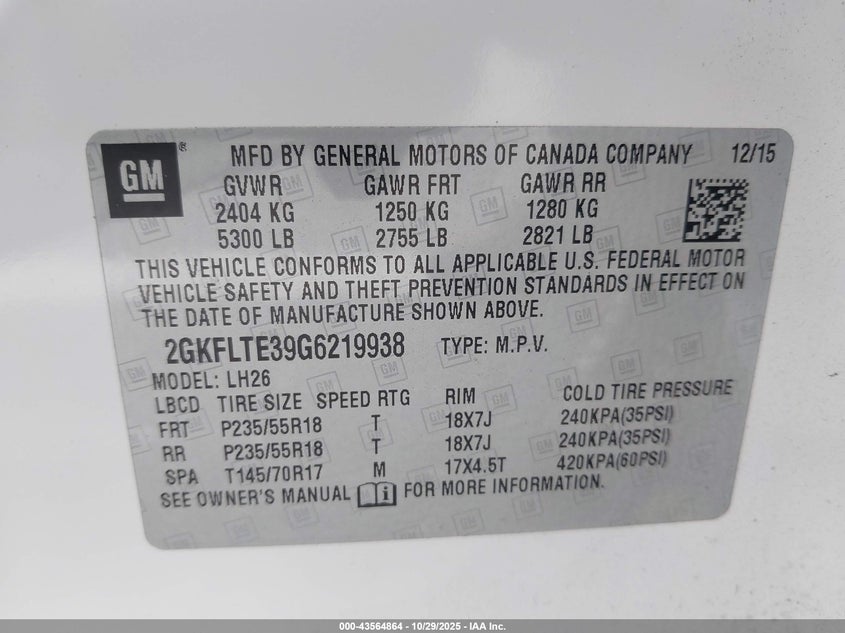 GM ® MFD BY GENERAL MOTORS OF CANADA COMPANY 12/15
GVWR GAWR FRT GAWR RR
2404 KG 1250 KG 1280 KG
5300 LB 2755 LB 2821 LB
THIS VEHICLE CONFORMS TO ALL APPLICABLE U.S. FEDERAL MOTOR
VEHICLE SAFETY AND THEFT PREVENTION STANDARDS IN EFFECT ON
THE DATE OF MANUFACTURE SHOWN ABOVE.
2GKFLTE39G6219938 TYPE: M.P.V.
MODEL: LH26
LBCD TIRE SIZE SPEED RTG RIM COLD TIRE PRESSURE
FRT P235/55R18 T 18X7J 240KPA(35PSI)
RR P235/55R18 T 18X7J 240KPA(35PSI)
SPA T145/70R17 M 17X4.5T 420KPA(60PSI)
SEE OWNER'S MANUAL i FOR MORE INFORMATION.
000-43564864 / 10/29/2025 - IAA Inc.